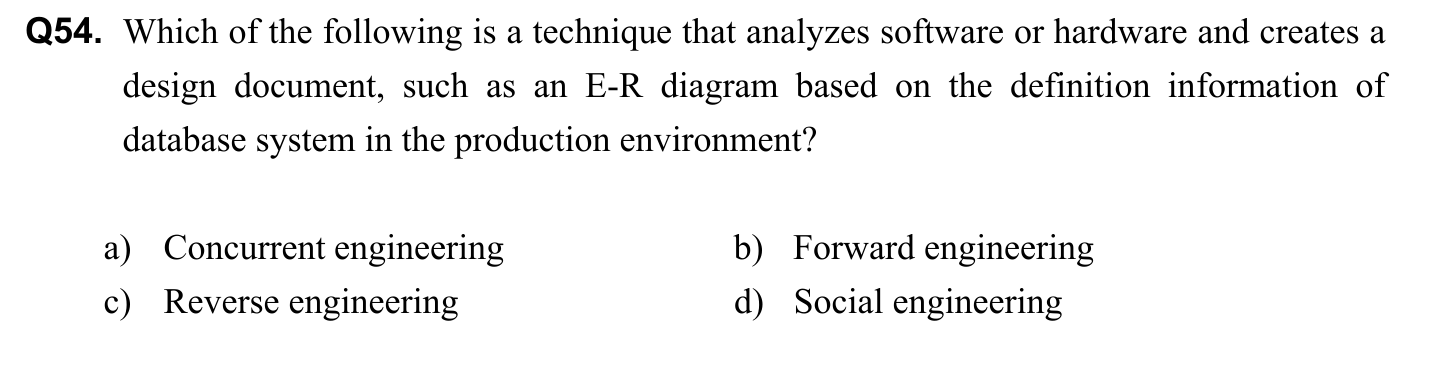 Q54. Which of the following is a technique that analyzes software or hardware and creates a
design document, such as an E-R diagram based on the definition information of
database system in the production environment?
a) Concurrent engineering b) Forward engineering
c) Reverse engineering d) Social engineering